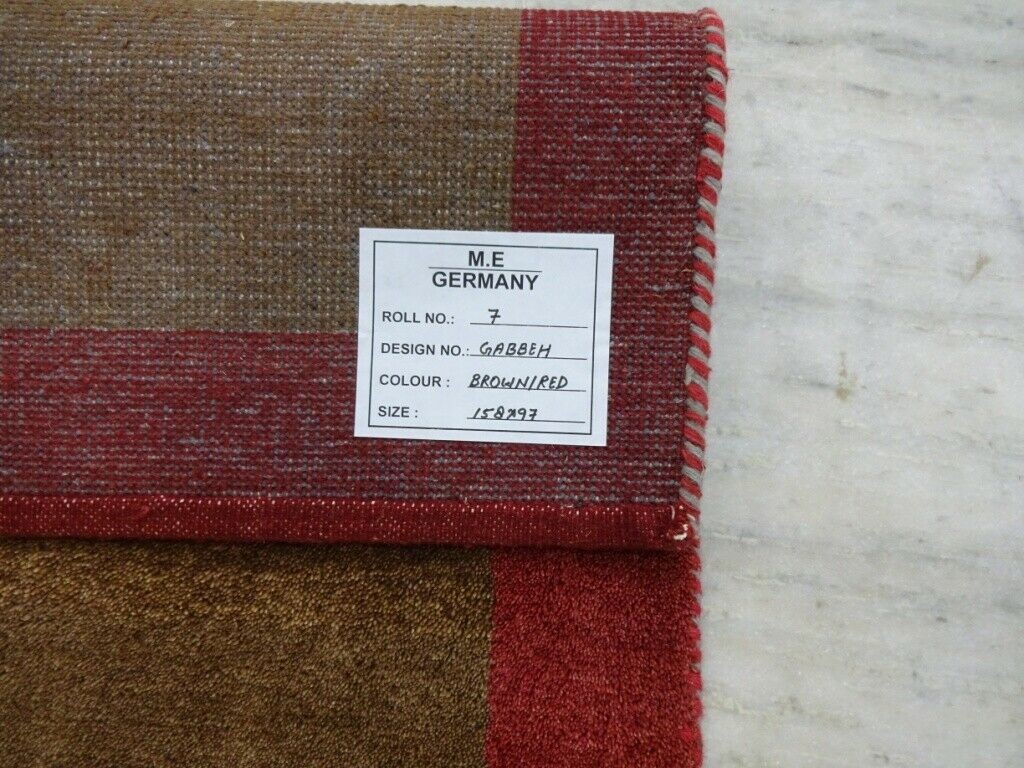 M.E
GERMANY
ROLL NO.: 7
DESIGN NO.: GABBEH
COLOUR : BROWN/RED
SIZE : 158X97